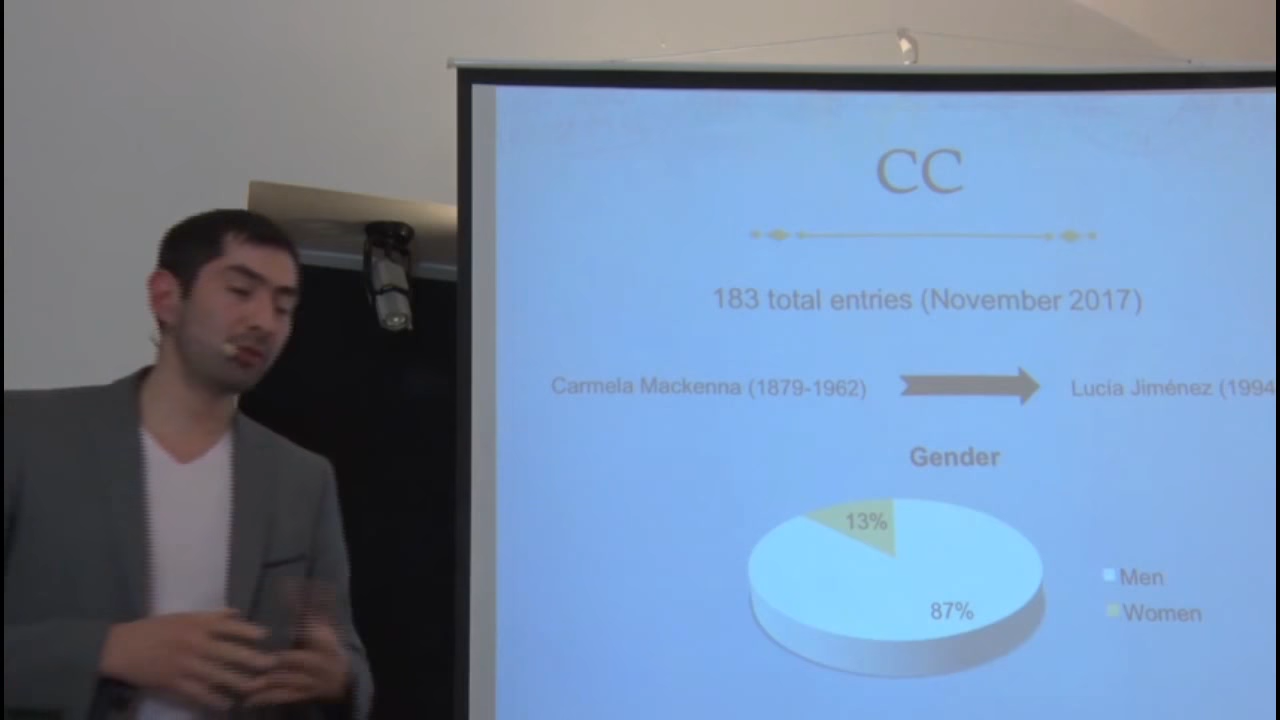 CC
183 total entries (November 2017)
Carmela Mackenna (1879-1962)
Lucía Jiménez (1994
Gender
13%
87%
Men
Women